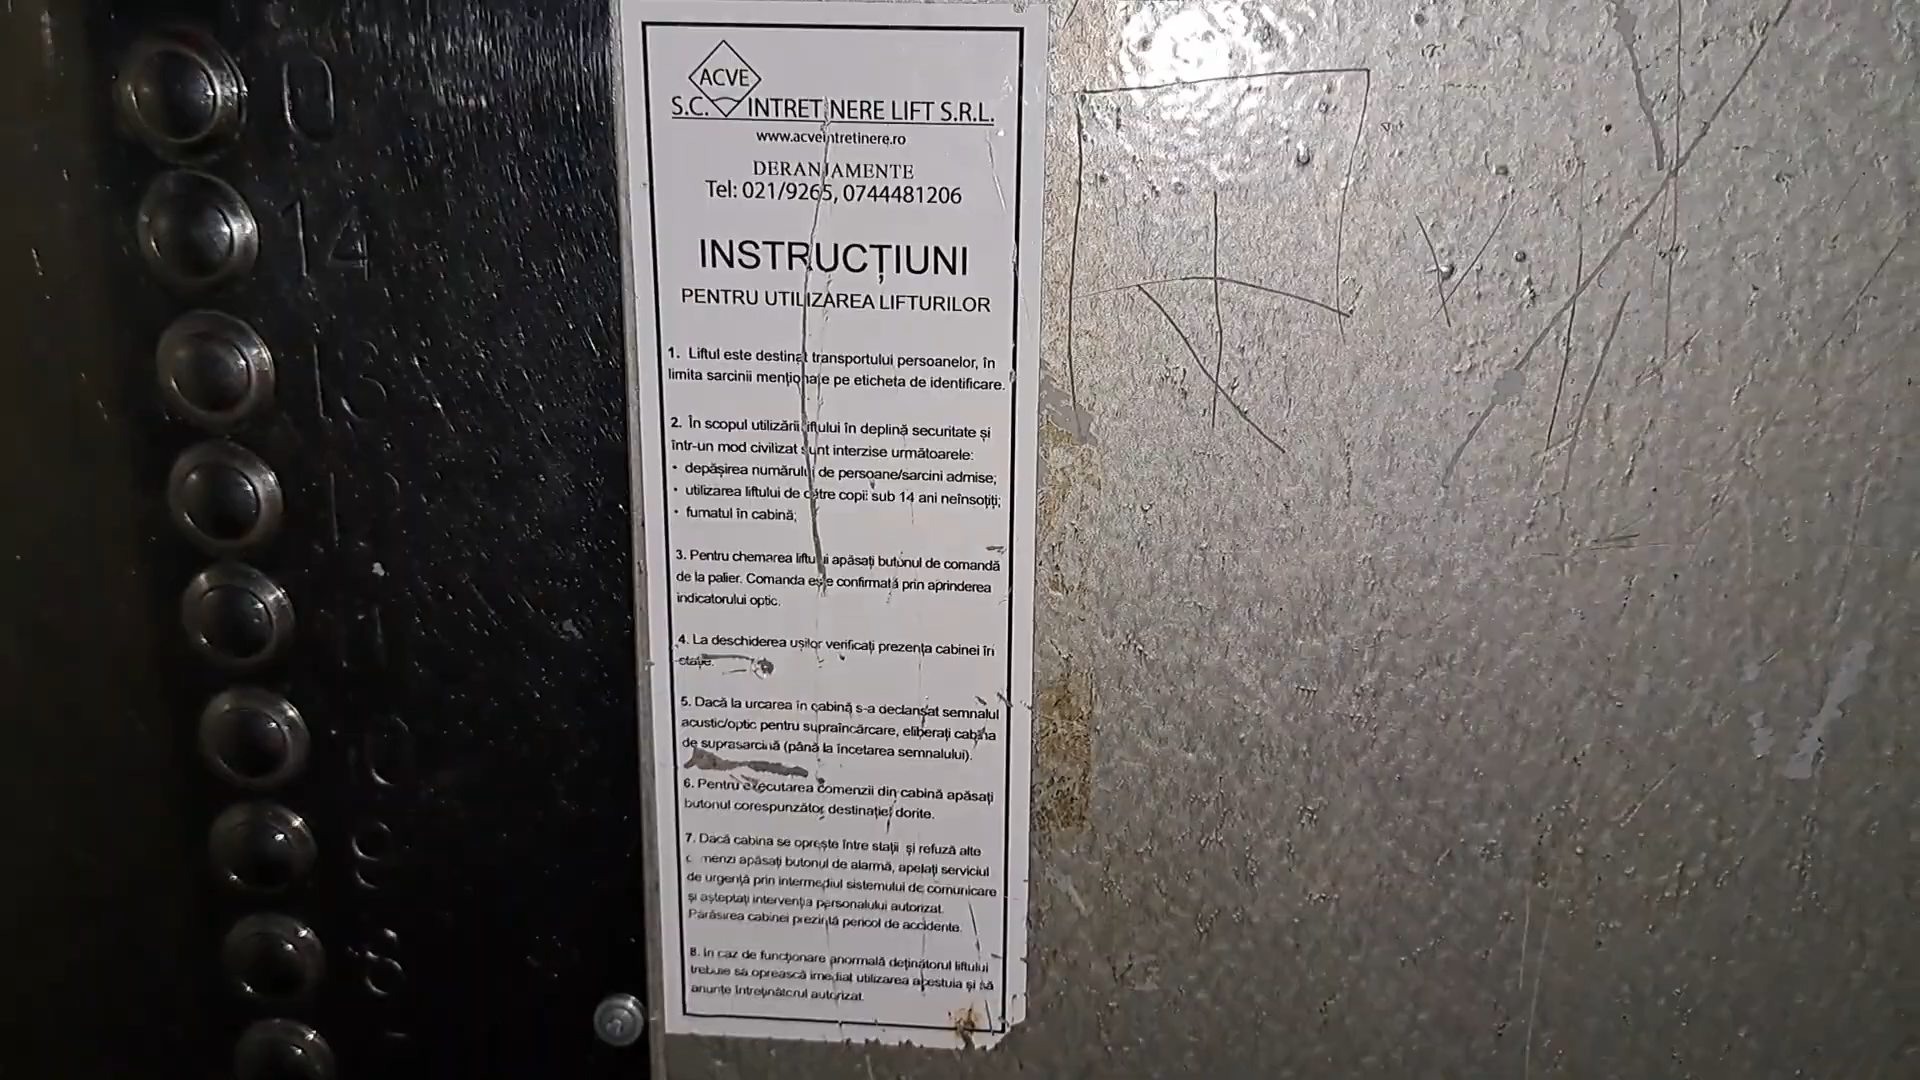 0
14
13
12
11
10
9
8
ACVE
S.C. INTRETINERE LIFT S.R.L.
www.acveintretinere.ro
DERANJAMENTE
Tel: 021/9265, 0744481206
INSTRUCȚIUNI
PENTRU UTILIZAREA LIFTURILOR
1. Liftul este destinat transportului persoanelor, în
limita sarcinii menționate pe eticheta de identificare.
2. În scopul utilizării liftului în deplină securitate și
într-un mod civilizat sunt interzise următoarele:
• depășirea numărului de persoane/sarcini admise;
• utilizarea liftului de către copii sub 14 ani neînsoțiți;
• fumatul în cabină;
3. Pentru chemarea liftului apăsați butonul de comandă
de la palier. Comanda este confirmată prin aprinderea
indicatorului optic.
4. La deschiderea ușilor verificați prezența cabinei în
stație.
5. Dacă la urcarea în cabină s-a declanșat semnalul
acustic/optic pentru supraîncărcare, eliberați cabina
de suprasarcină (până la încetarea semnalului).
6. Pentru executarea comenzii din cabină apăsați
butonul corespunzător destinației dorite.
7. Dacă cabina se oprește între stații și refuză alte
comenzi apăsați butonul de alarmă, apelați serviciul
de urgență prin intermediul sistemului de comunicare
și așteptați intervenția personalului autorizat.
Părăsirea cabinei prezintă pericol de accidente.
8. În caz de funcționare anormală deținătorul liftului
trebuie să oprească imediat utilizarea acestuia și să
anunțe întreținătorul autorizat.